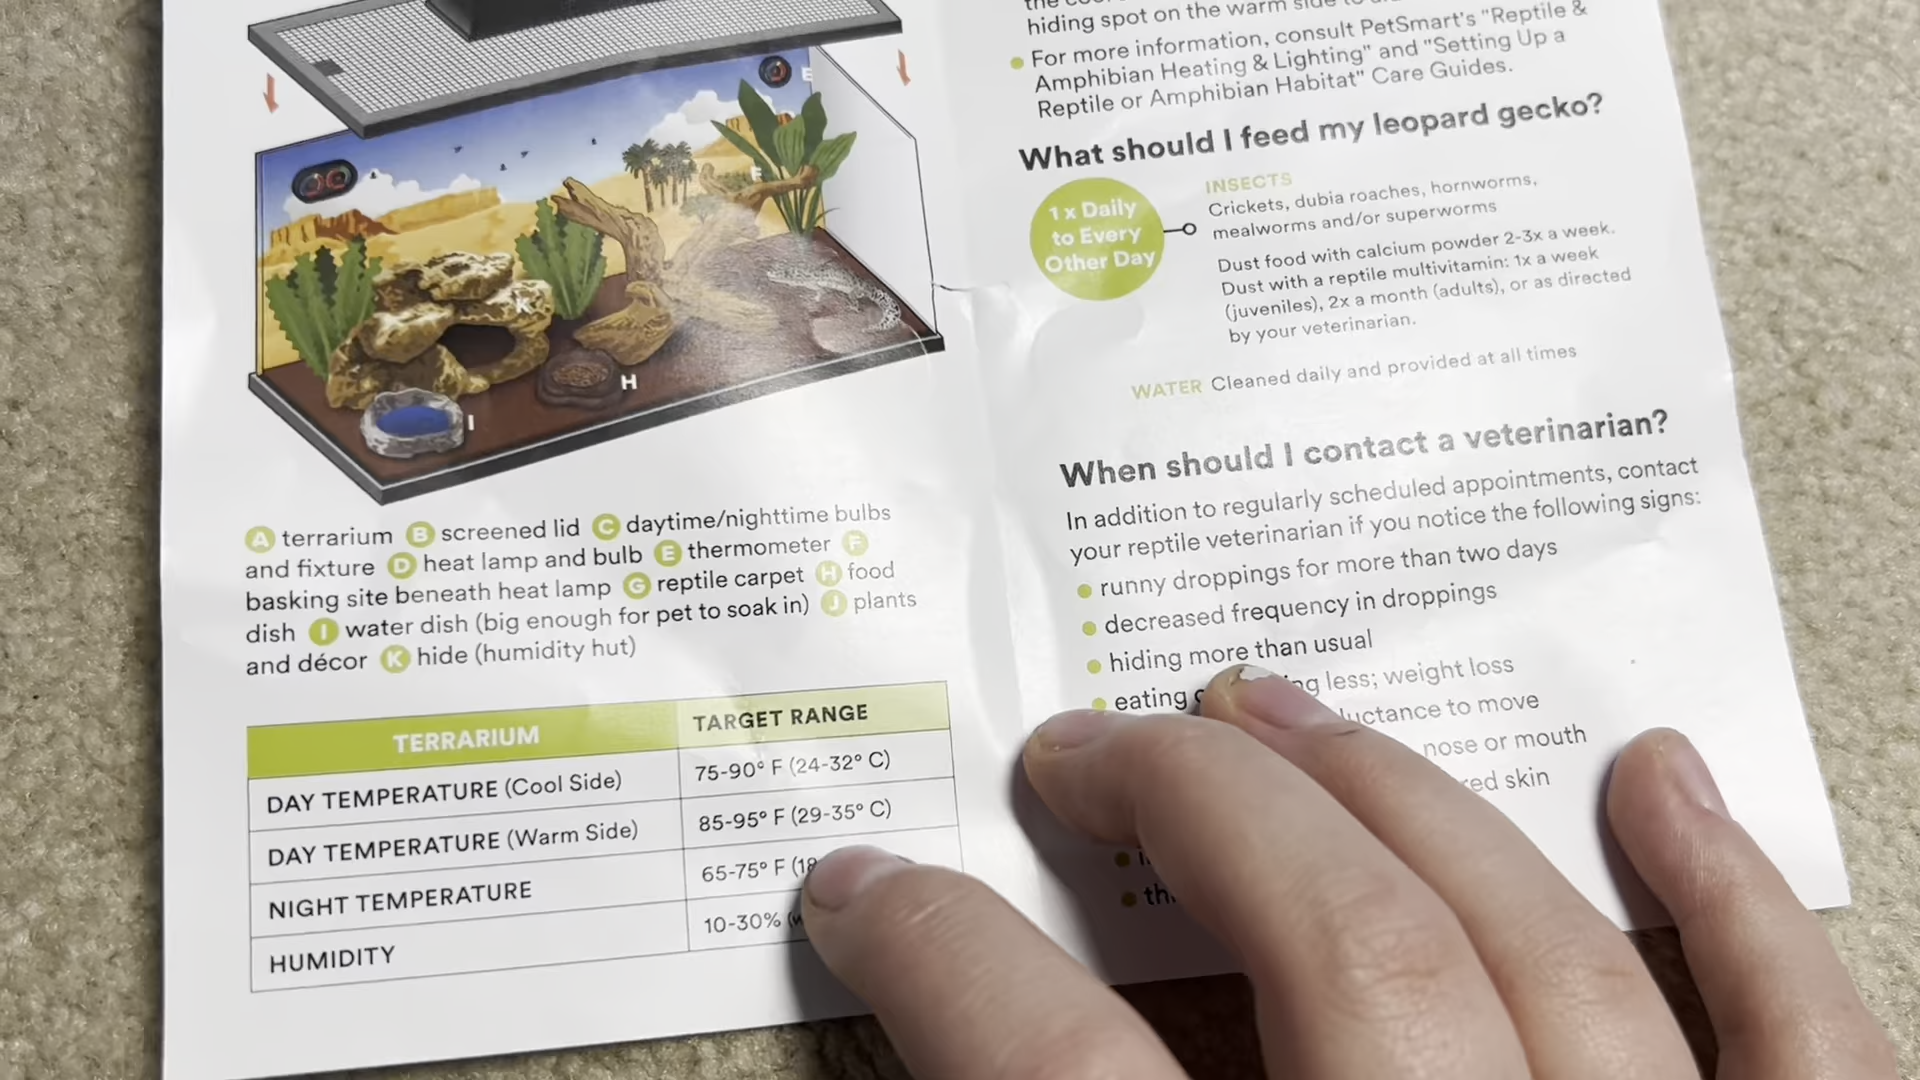 E
F
K
H
I
A terrarium B screened lid C daytime/nighttime bulbs
and fixture D heat lamp and bulb E thermometer F
basking site beneath heat lamp G reptile carpet H food
dish I water dish (big enough for pet to soak in) J plants
and décor K hide (humidity hut)
TERRARIUM TARGET RANGE
DAY TEMPERATURE (Cool Side) 75-90° F (24-32° C)
DAY TEMPERATURE (Warm Side) 85-95° F (29-35° C)
NIGHT TEMPERATURE 65-75° F (18
HUMIDITY 10-30%
hiding spot on the warm side to
For more information, consult PetSmart's "Reptile &
Amphibian Heating & Lighting" and "Setting Up a
Reptile or Amphibian Habitat" Care Guides.
What should I feed my leopard gecko?
1 x Daily
to Every
Other Day
INSECTS
Crickets, dubia roaches, hornworms,
mealworms and/or superworms
Dust food with calcium powder 2-3x a week.
Dust with a reptile multivitamin: 1x a week
(juveniles), 2x a month (adults), or as directed
by your veterinarian.
WATER Cleaned daily and provided at all times
When should I contact a veterinarian?
In addition to regularly scheduled appointments, contact
your reptile veterinarian if you notice the following signs:
runny droppings for more than two days
decreased frequency in droppings
hiding more than usual
eating less; weight loss
to move
nose or mouth
skin